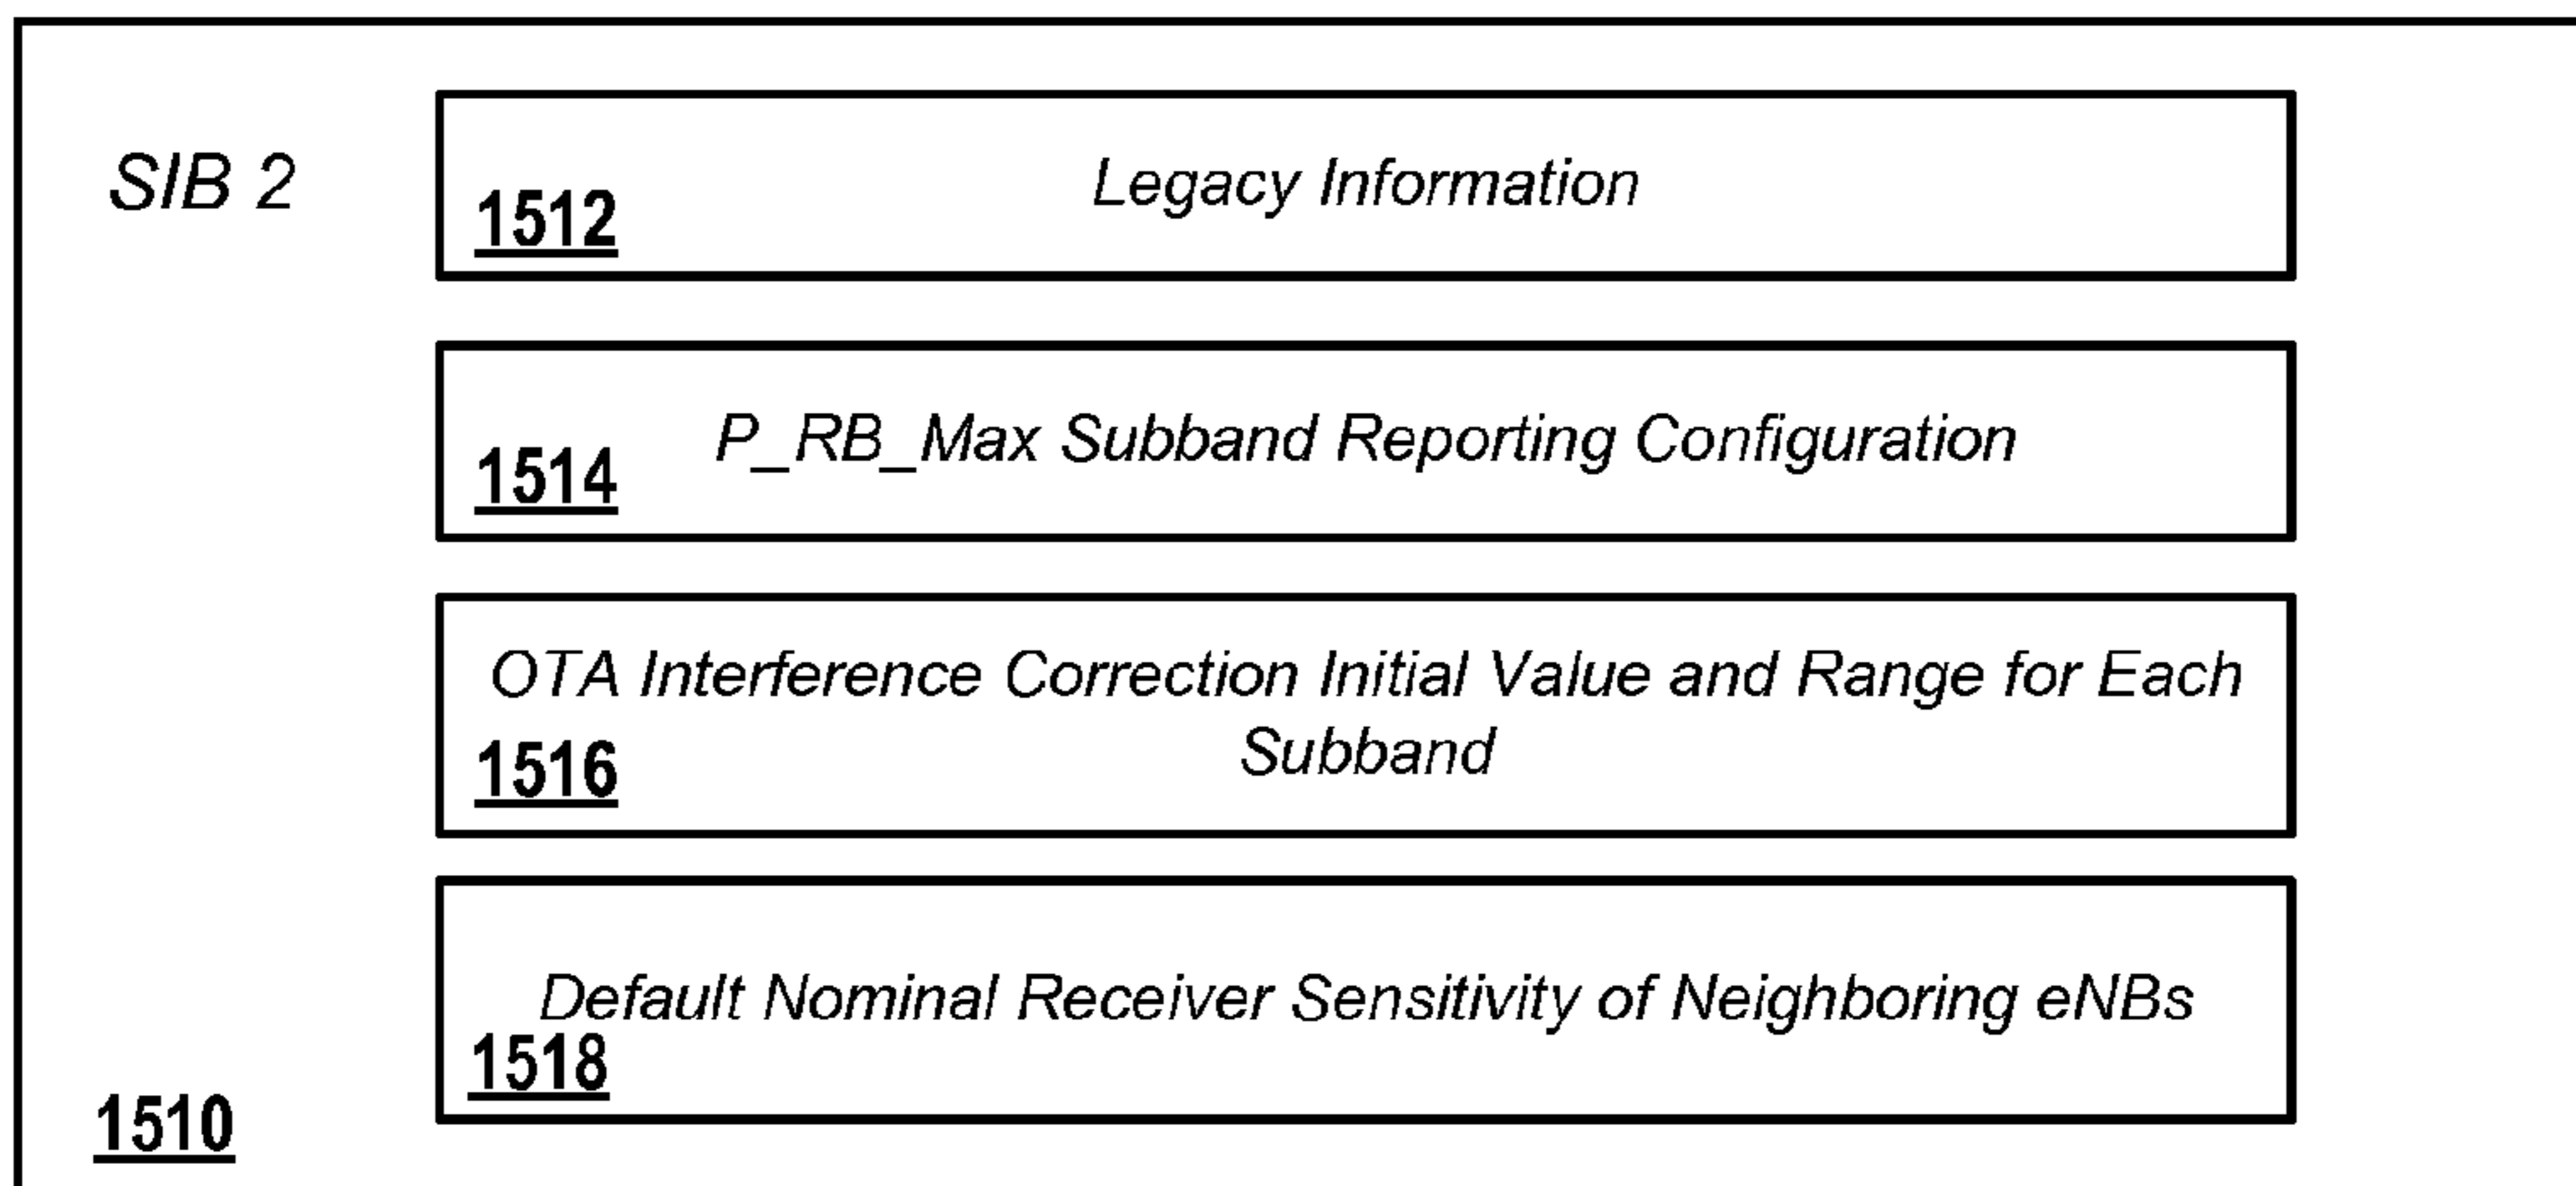 SIB 2
Legacy Information
1512
P_RB_Max Subband Reporting Configuration
1514
OTA Interference Correction Initial Value and Range for Each
Subband
1516
Default Nominal Receiver Sensitivity of Neighboring eNBs
1518
1510